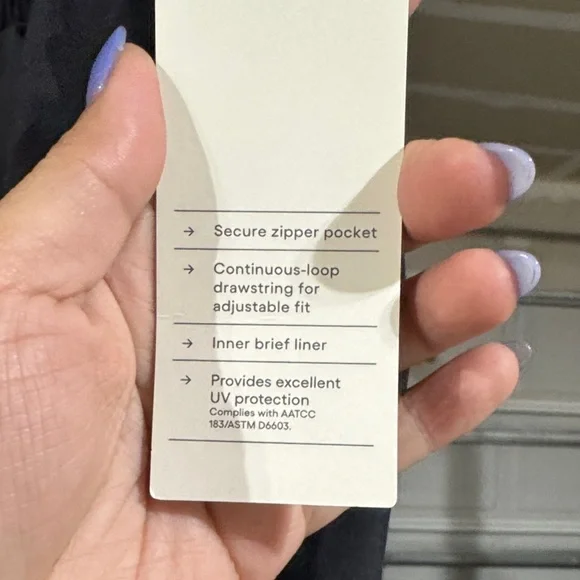 → Secure zipper pocket
→ Continuous-loop
drawstring for
adjustable fit
→ Inner brief liner
→ Provides excellent
UV protection
Complies with AATCC
183/ASTM D6603.